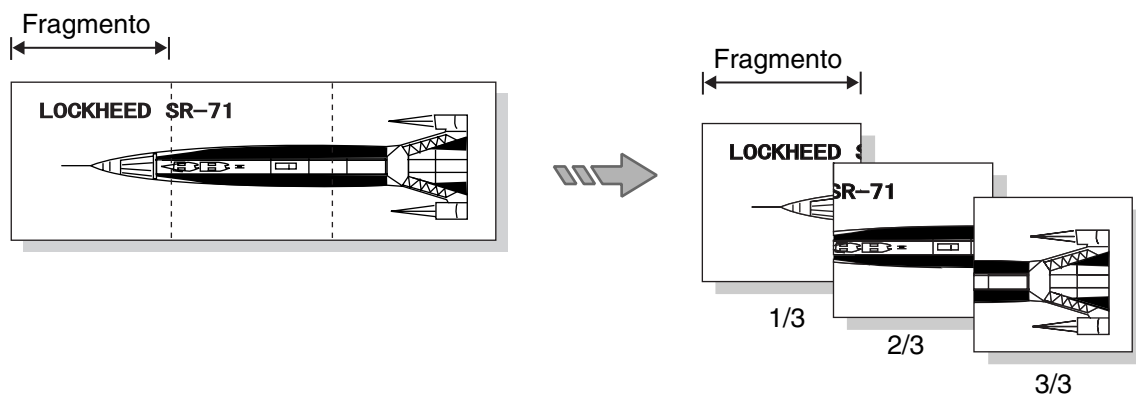 Fragmento
LOCKHEED SR-71
Fragmento
LOCKHEED S
SR-71
1/3
2/3
3/3